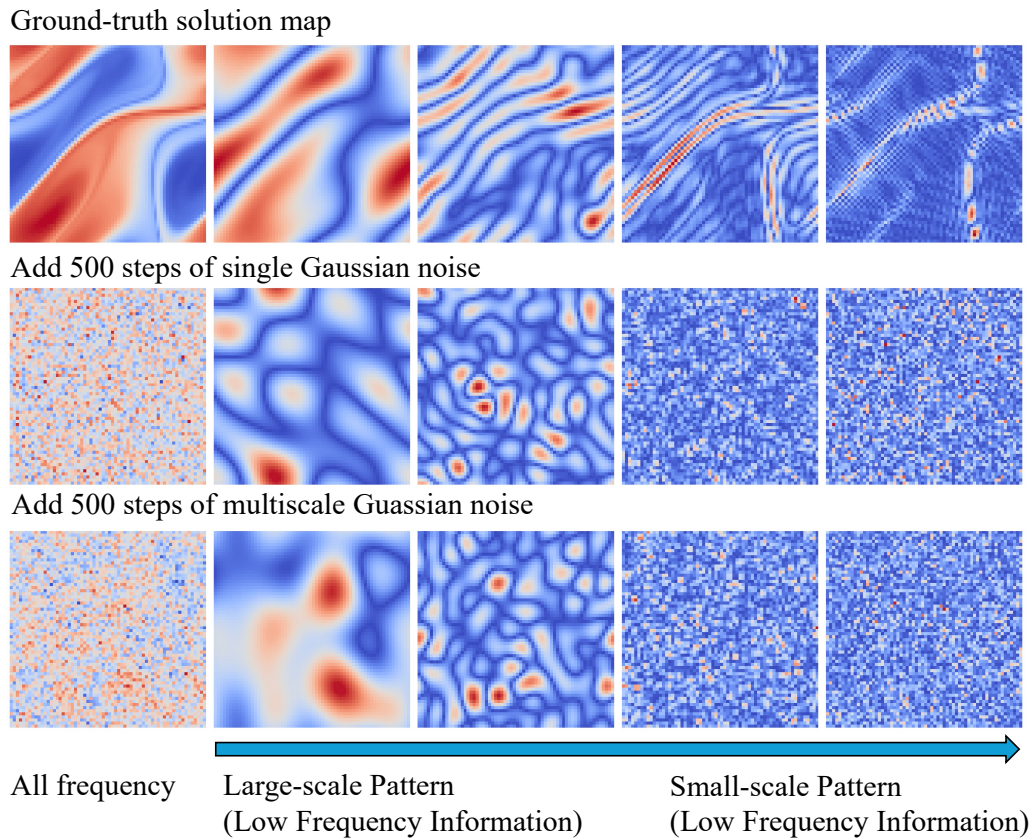 Ground-truth solution map
Add 500 steps of single Gaussian noise
Add 500 steps of multiscale Guassian noise
All frequency
Large-scale Pattern
(Low Frequency Information)
Small-scale Pattern
(Low Frequency Information)